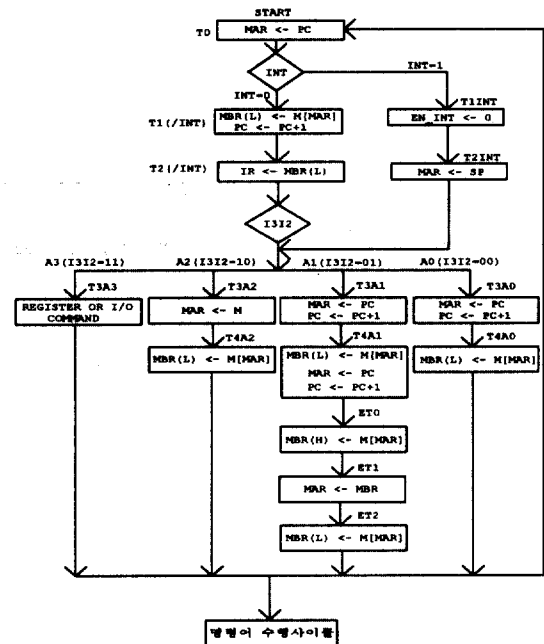 START
T0
MAR <- PC
INT
INT=1
INT=0
T1(/INT)
MBR(L) <- M[MAR]
PC <- PC+1
T1INT
EN_INT <- 0
T2(/INT)
IR <- MBR(L)
T2INT
MAR <- SP
I3I2
A3(I3I2=11)
A2(I3I2=10)
A1(I3I2=01)
A0(I3I2=00)
T3A3
T3A2
T3A1
T3A0
REGISTER OR I/O
COMMAND
MAR <- M
MAR <- PC
PC <- PC+1
MAR <- PC
PC <- PC+1
T4A2
T4A1
T4A0
MBR(L) <- M[MAR]
MBR(L) <- M[MAR]
MAR <- PC
PC <- PC+1
MBR(L) <- M[MAR]
ET0
MBR(H) <- M[MAR]
ET1
MAR <- MBR
ET2
MBR(L) <- M[MAR]
명령어 수행사이클